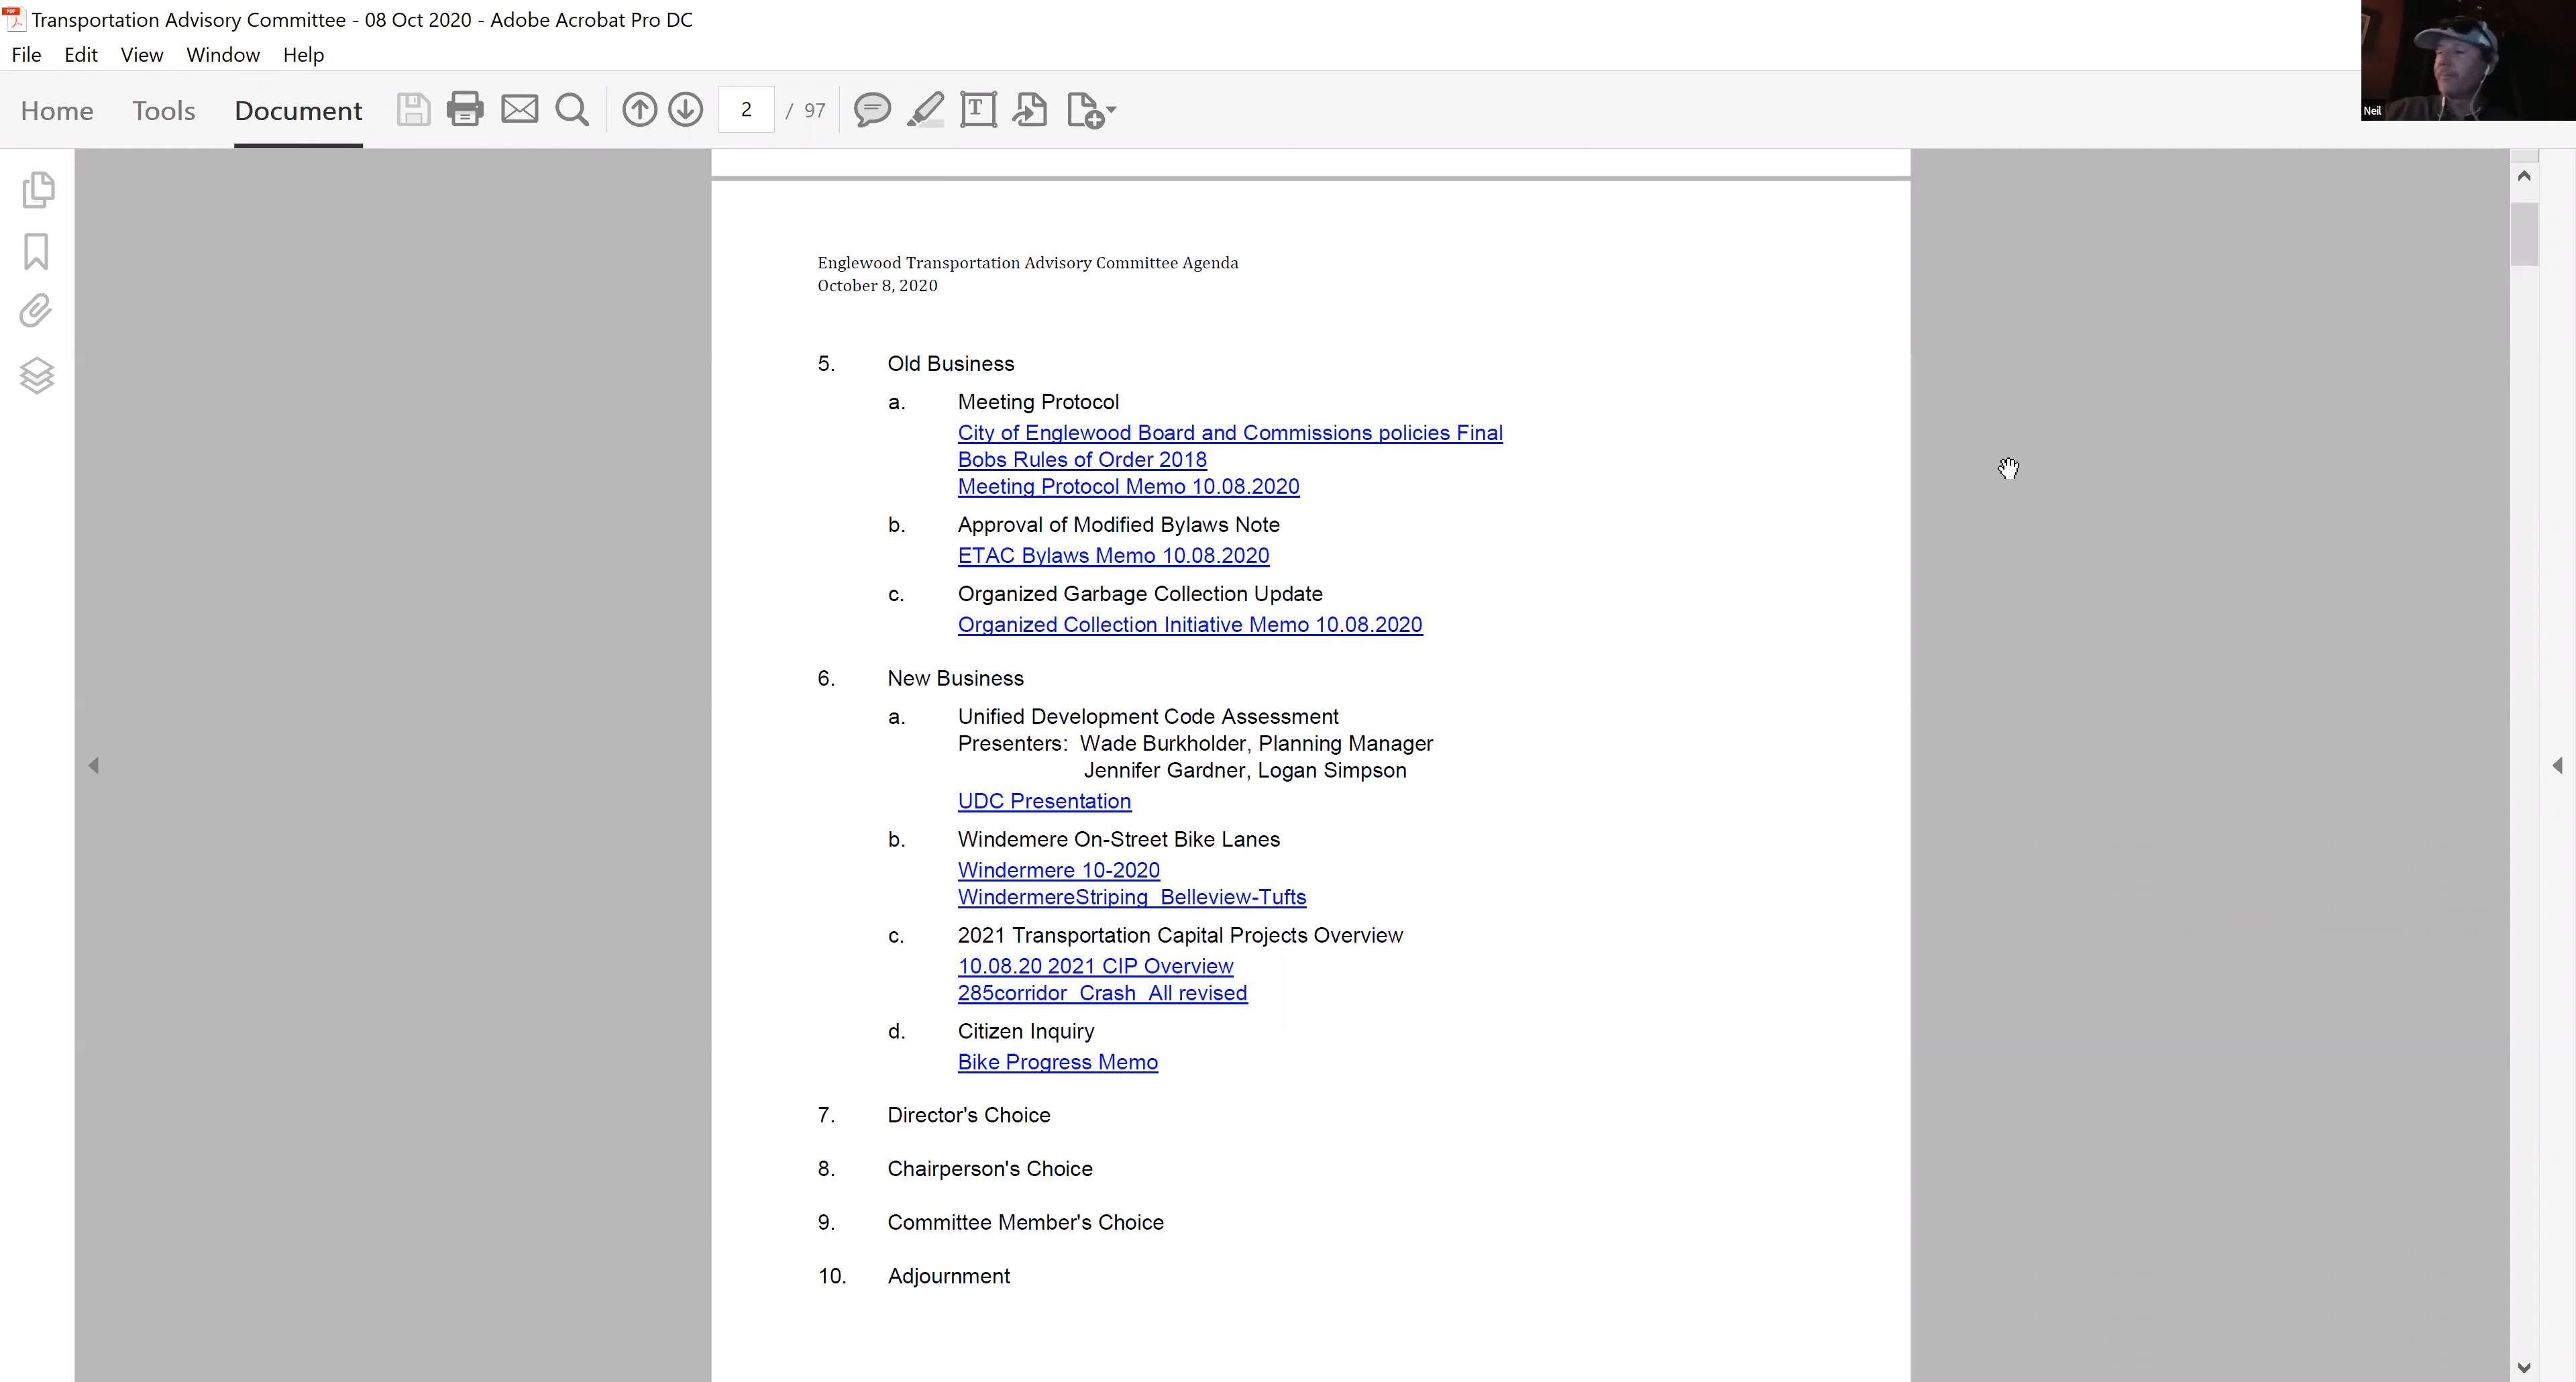 Transportation Advisory Committee - 08 Oct 2020 - Adobe Acrobat Pro DC
File Edit View Window Help
Neil
Home Tools Document 2 / 97
Englewood Transportation Advisory Committee Agenda
October 8, 2020
5. Old Business
a. Meeting Protocol
City of Englewood Board and Commissions policies Final
Bobs Rules of Order 2018
Meeting Protocol Memo 10.08.2020
b. Approval of Modified Bylaws Note
ETAC Bylaws Memo 10.08.2020
c. Organized Garbage Collection Update
Organized Collection Initiative Memo 10.08.2020
6. New Business
a. Unified Development Code Assessment
Presenters: Wade Burkholder, Planning Manager
Jennifer Gardner, Logan Simpson
UDC Presentation
b. Windemere On-Street Bike Lanes
Windermere 10-2020
WindermereStriping_Belleview-Tufts
c. 2021 Transportation Capital Projects Overview
10.08.20 2021 CIP Overview
285corridor_Crash_All revised
d. Citizen Inquiry
Bike Progress Memo
7. Director's Choice
8. Chairperson's Choice
9. Committee Member's Choice
10. Adjournment